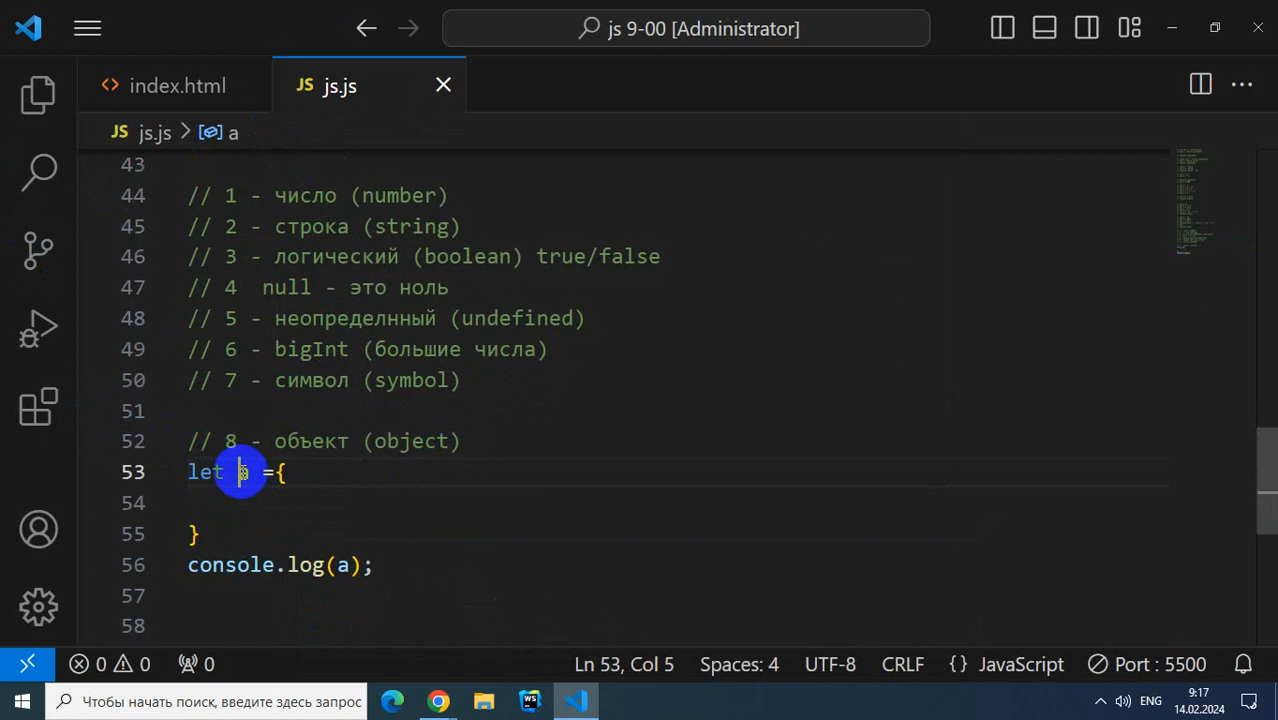 js 9-00 [Administrator]
index.html
JS js.js
JS js.js > a
43
44 // 1 - число (number)
45 // 2 - строка (string)
46 // 3 - логический (boolean) true/false
47 // 4  null - это ноль
48 // 5 - неопределнный (undefined)
49 // 6 - bigInt (большие числа)
50 // 7 - символ (symbol)
51
52 // 8 - объект (object)
53 let a ={
54
55 }
56 console.log(a);
57
58
0 0 0 Ln 53, Col 5 Spaces: 4 UTF-8 CRLF {} JavaScript Port : 5500
Чтобы начать поиск, введите здесь запрос WS ENG 9:17
14.02.2024